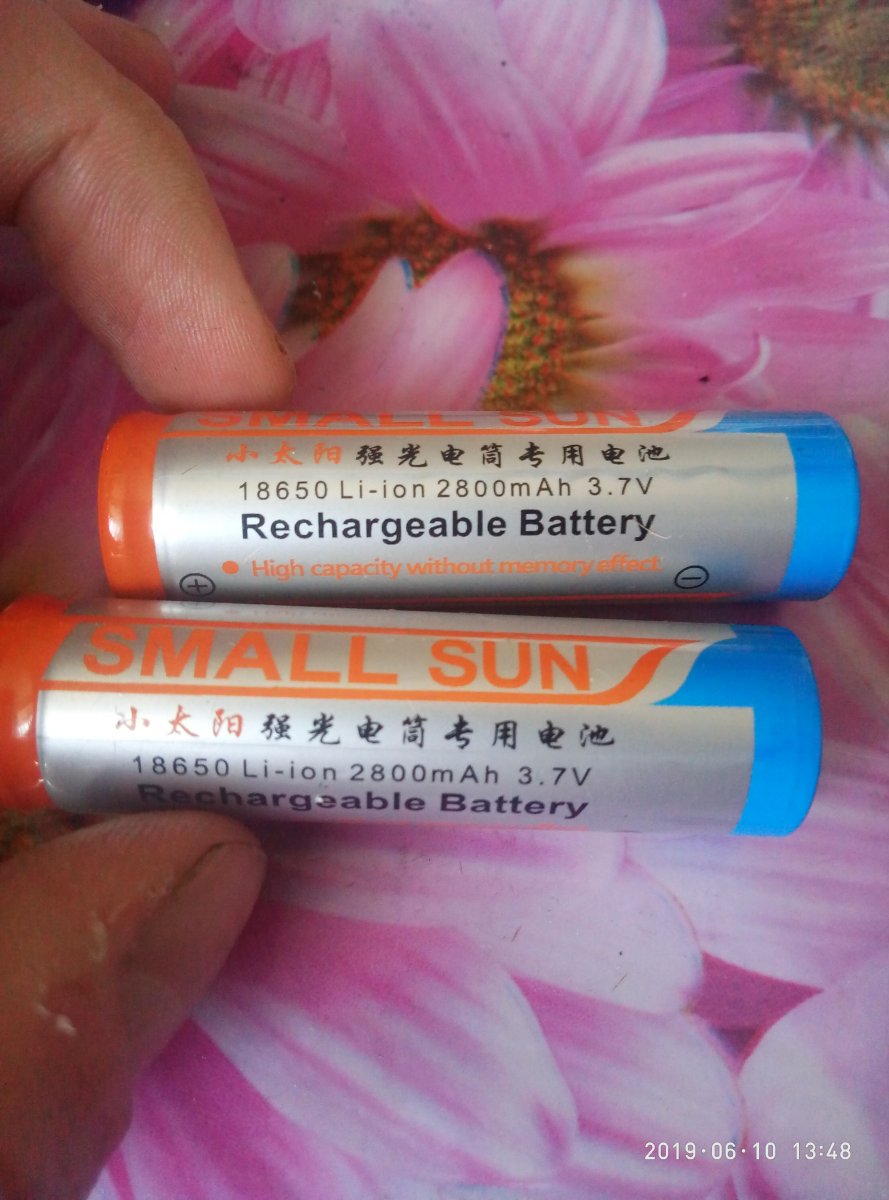 SMALL SUN
小太阳强光电筒专用电池
18650 Li-ion 2800mAh 3.7V
Rechargeable Battery
• High capacity without memory effect.
+ −
SMALL SUN
小太阳强光电筒专用电池
18650 Li-ion 2800mAh 3.7V
Rechargeable Battery
2019·06·10 13:48